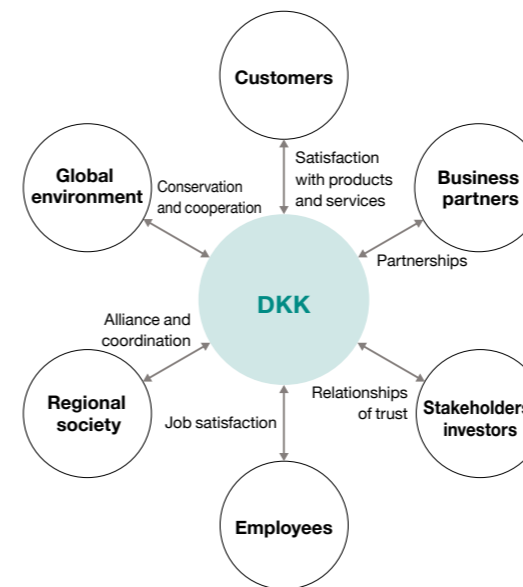 Customers
Satisfaction
with products
and services
Global
environment
Conservation
and cooperation
Business
partners
Partnerships
DKK
Alliance and
coordination
Regional
society
Relationships
of trust
Stakeholders
investors
Job satisfaction
Employees